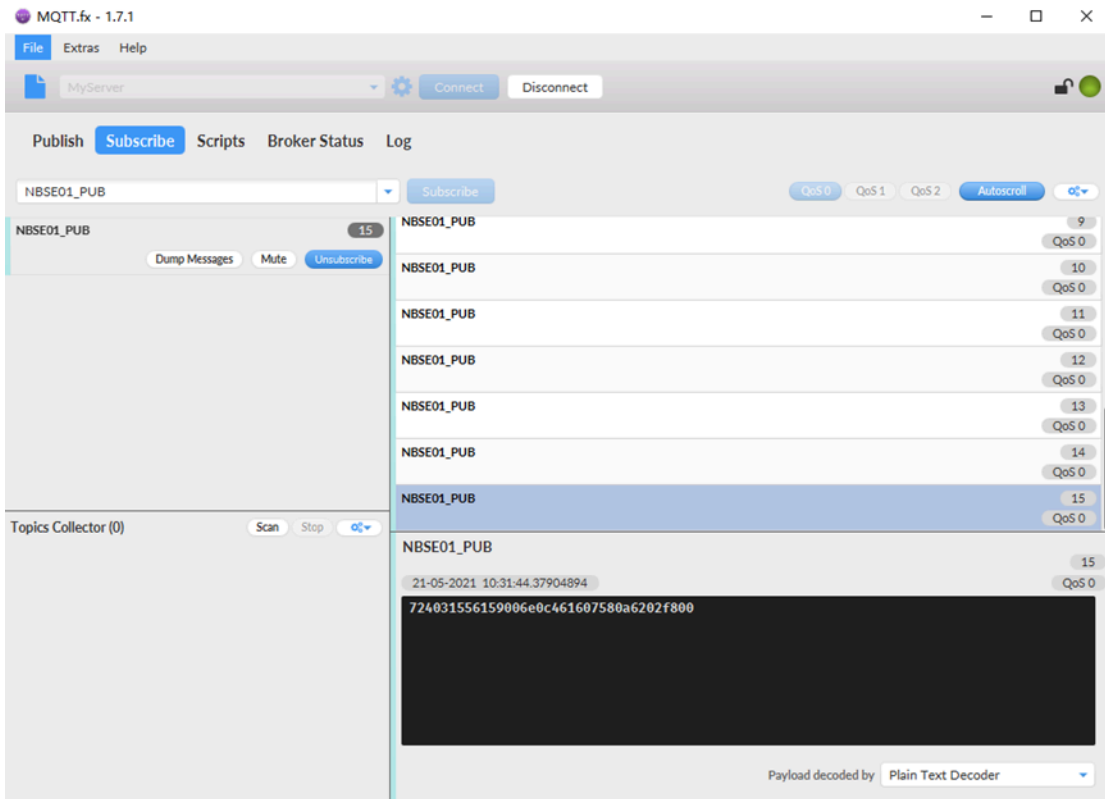 MQTT.fx - 1.7.1
File Extras Help
MyServer Connect Disconnect
Publish Subscribe Scripts Broker Status Log
NBSE01_PUB Subscribe QoS 0 QoS 1 QoS 2 Autoscroll
NBSE01_PUB 15
Dump Messages Mute Unsubscribe
NBSE01_PUB 9
QoS 0
NBSE01_PUB 10
QoS 0
NBSE01_PUB 11
QoS 0
NBSE01_PUB 12
QoS 0
NBSE01_PUB 13
QoS 0
NBSE01_PUB 14
QoS 0
NBSE01_PUB 15
QoS 0
Topics Collector (0) Scan Stop
NBSE01_PUB
15
21-05-2021 10:31:44.37904894 QoS 0
724031556159006e0c461607580a6202f800
Payload decoded by Plain Text Decoder